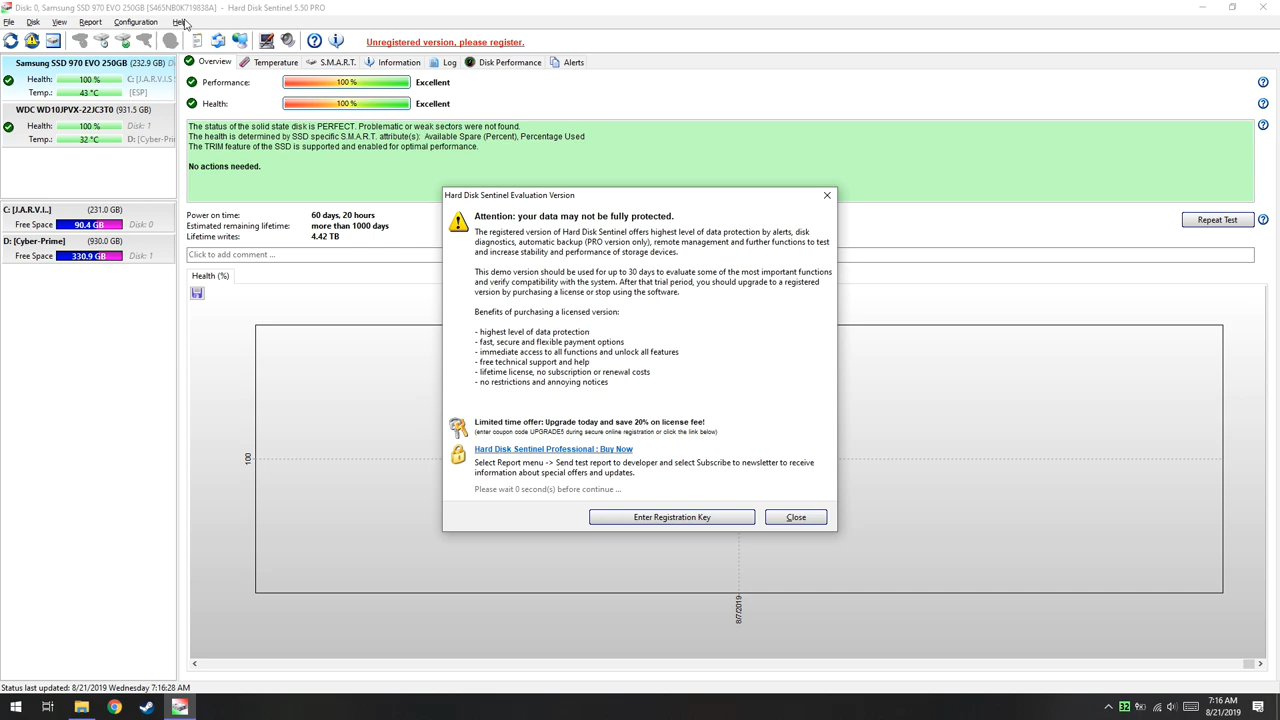 Disk: 0, Samsung SSD 970 EVO 250GB [S465NB0K719838A] - Hard Disk Sentinel 5.50 PRO
File Disk View Report Configuration Help
Unregistered version, please register.
Samsung SSD 970 EVO 250GB (232.9 GB) Di
Health: 100 % C: [J.A.R.V.I.S
Temp.: 43 °C [ESP]
WDC WD10JPVX-22JC3T0 (931.5 GB)
Health: 100 % Disk: 1
Temp.: 32 °C D: [Cyber-Pri
C: [J.A.R.V.I..] (231.0 GB)
Free Space 90.4 GB Disk: 0
D: [Cyber-Prime] (930.0 GB)
Free Space 330.9 GB Disk: 1
Overview Temperature S.M.A.R.T. Information Log Disk Performance Alerts
Performance: 100 % Excellent
Health: 100 % Excellent
The status of the solid state disk is PERFECT. Problematic or weak sectors were not found.
The health is determined by SSD specific S.M.A.R.T. attribute(s): Available Spare (Percent), Percentage Used
The TRIM feature of the SSD is supported and enabled for optimal performance.
No actions needed.
Power on time: 60 days, 20 hours
Estimated remaining lifetime: more than 1000 days
Lifetime writes: 4.42 TB
Repeat Test
Click to add comment ...
Health (%)
100
8/7/2019
Hard Disk Sentinel Evaluation Version
Attention: your data may not be fully protected.
The registered version of Hard Disk Sentinel offers highest level of data protection by alerts, disk
diagnostics, automatic backup (PRO version only), remote management and further functions to test
and increase stability and performance of storage devices.
This demo version should be used for up to 30 days to evaluate some of the most important functions
and verify compatibility with the system. After that trial period, you should upgrade to a registered
version by purchasing a license or stop using the software.
Benefits of purchasing a licensed version:
- highest level of data protection
- fast, secure and flexible payment options
- immediate access to all functions and unlock all features
- free technical support and help
- lifetime license, no subscription or renewal costs
- no restrictions and annoying notices
Limited time offer: Upgrade today and save 20% on license fee!
(enter coupon code UPGRADE5 during secure online registration or click the link below)
Hard Disk Sentinel Professional : Buy Now
Select Report menu -> Send test report to developer and select Subscribe to newsletter to receive
information about special offers and updates.
Please wait 0 second(s) before continue ...
Enter Registration Key Close
Status last updated: 8/21/2019 Wednesday 7:16:28 AM
32
7:16 AM
8/21/2019